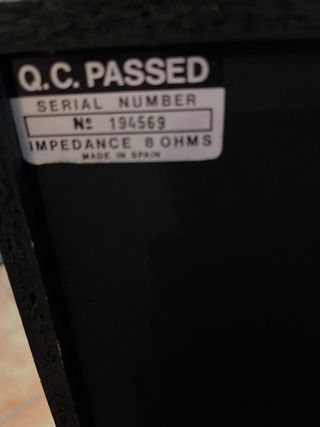 Q.C. PASSED
SERIAL NUMBER
Nº 194569
IMPEDANCE 8 OHMS
MADE IN SPAIN